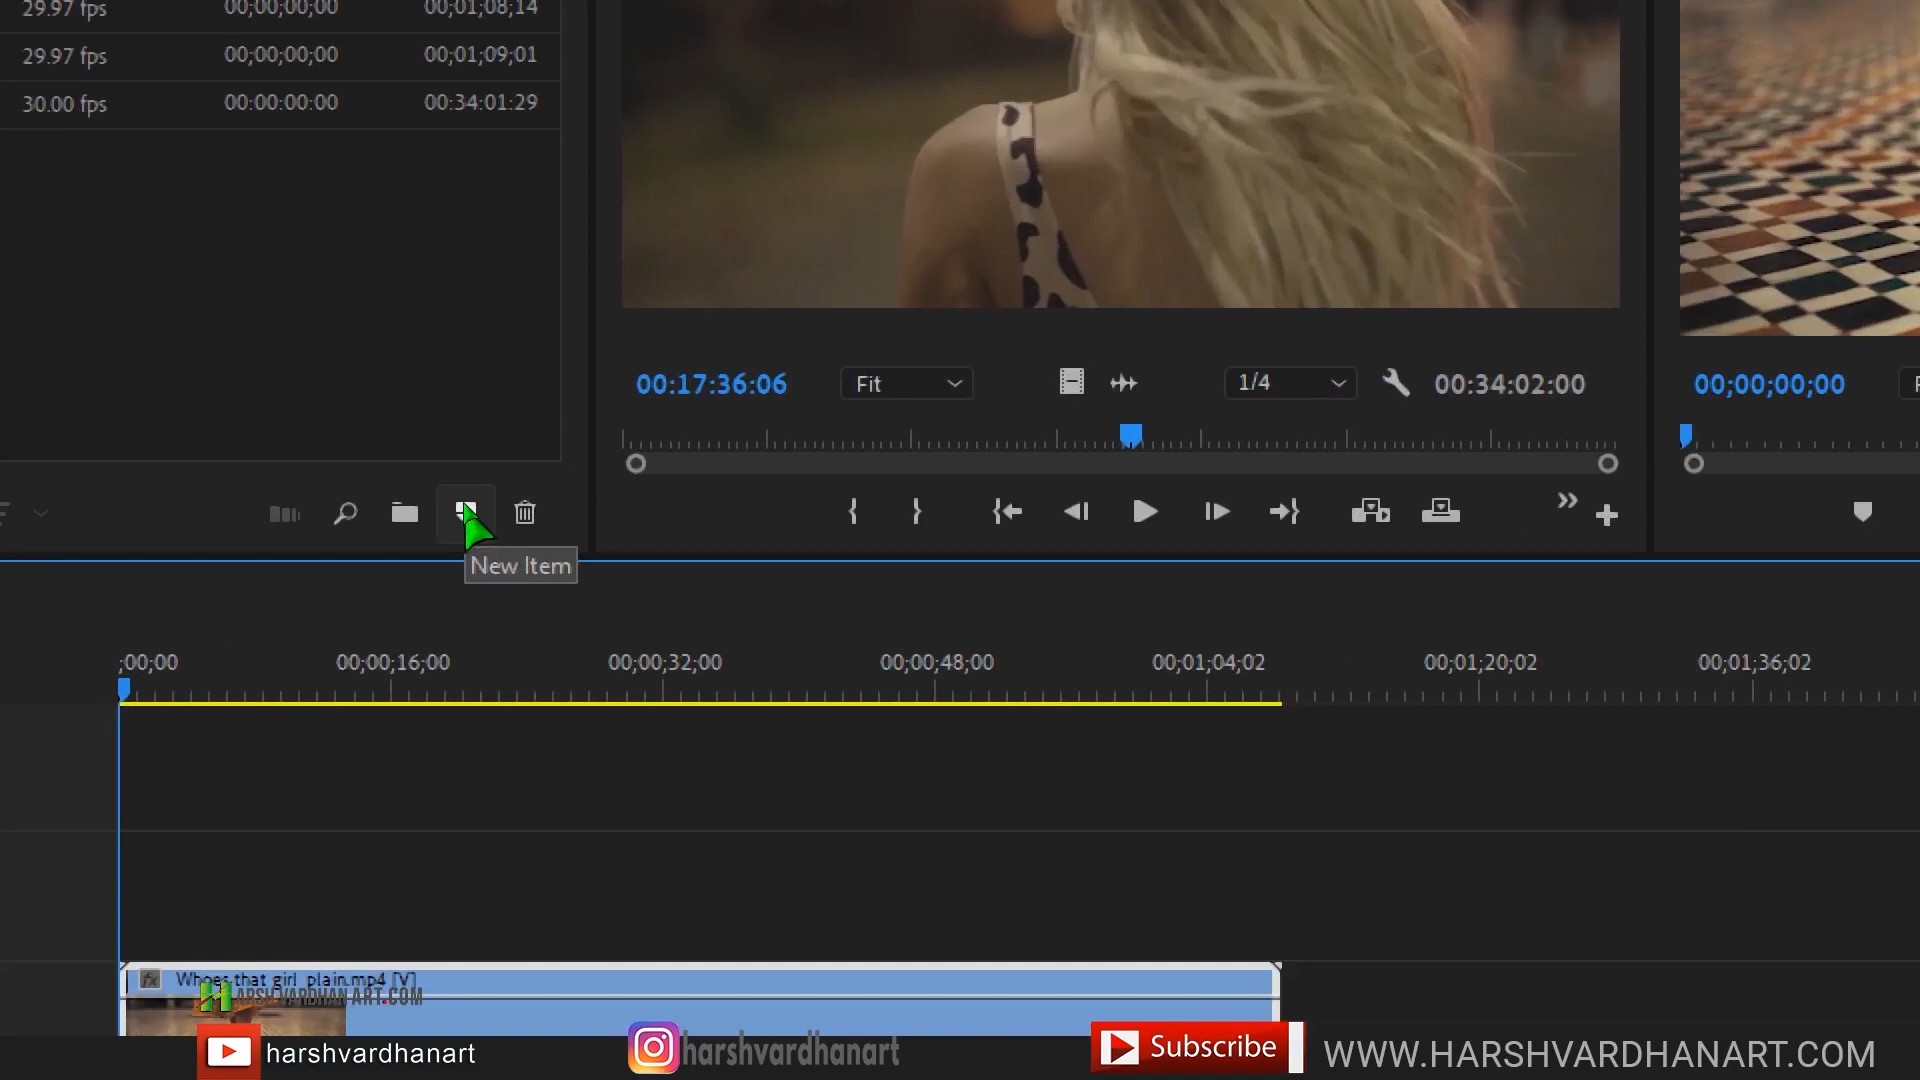 29.97 fps 00;00;00;00 00;01;08;14
29.97 fps 00;00;00;00 00;01;09;01
30.00 fps 00:00:00:00 00:34:01:29
00:17:36:06 Fit 1/4 00:34:02:00 00;00;00;00
New Item
;00;00 00;00;16;00 00;00;32;00 00;00;48;00 00;01;04;02 00;01;20;02 00;01;36;02
fx Whoes that girl plain.mp4 [V]
HARSHVARDHAN ART.COM
harshvardhanart harshvardhanart Subscribe WWW.HARSHVARDHANART.COM